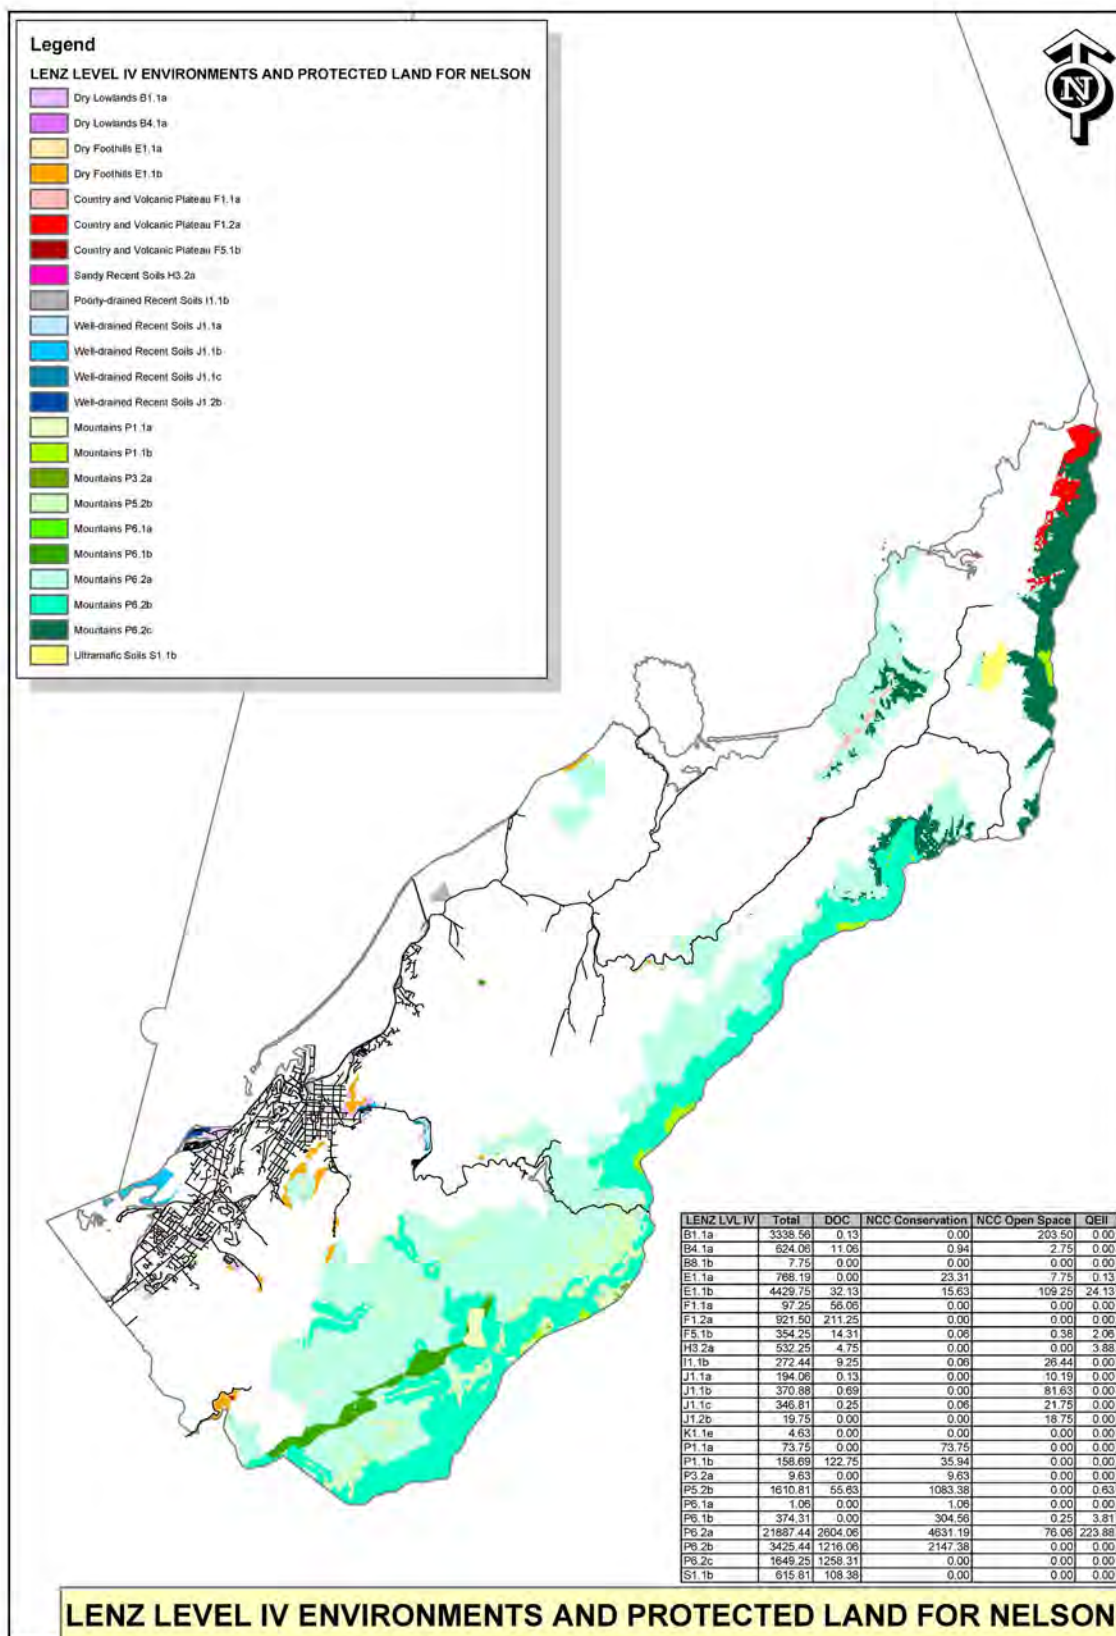 Legend
LENZ LEVEL IV ENVIRONMENTS AND PROTECTED LAND FOR NELSON
Dry Lowlands B1.1a
Dry Lowlands B4.1a
Dry Foothills E1.1a
Dry Foothills E1.1b
Country and Volcanic Plateau F1.1a
Country and Volcanic Plateau F1.2a
Country and Volcanic Plateau F5.1b
Sandy Recent Soils H3.2a
Poorly-drained Recent Soils I1.1b
Well-drained Recent Soils J1.1a
Well-drained Recent Soils J1.1b
Well-drained Recent Soils J1.1c
Well-drained Recent Soils J1.2b
Mountains P1.1a
Mountains P1.1b
Mountains P3.2a
Mountains P5.2b
Mountains P6.1a
Mountains P6.1b
Mountains P6.2a
Mountains P6.2b
Mountains P6.2c
Ultramafic Soils S1.1b
N
LENZ LVL IV Total DOC NCC Conservation NCC Open Space QEII
B1.1a 3338.56 0.13 0.00 203.50 0.00
B4.1a 624.06 11.06 0.94 2.75 0.00
B8.1b 7.75 0.00 0.00 0.00 0.00
E1.1a 768.19 0.00 23.31 7.75 0.13
E1.1b 4429.75 32.13 15.63 109.25 24.13
F1.1a 97.25 56.06 0.00 0.00 0.00
F1.2a 921.50 211.25 0.00 0.00 0.00
F5.1b 354.25 14.31 0.06 0.38 2.06
H3.2a 532.25 4.75 0.00 0.00 3.88
I1.1b 272.44 9.25 0.06 26.44 0.00
J1.1a 194.06 0.13 0.00 10.19 0.00
J1.1b 370.88 0.69 0.00 81.63 0.00
J1.1c 346.81 0.25 0.06 21.75 0.00
J1.2b 19.75 0.00 0.00 18.75 0.00
K1.1e 4.63 0.00 0.00 0.00 0.00
P1.1a 73.75 0.00 73.75 0.00 0.00
P1.1b 158.69 122.75 35.94 0.00 0.00
P3.2a 9.63 0.00 9.63 0.00 0.00
P5.2b 1610.81 55.63 1083.38 0.00 0.63
P6.1a 1.06 0.00 1.06 0.00 0.00
P6.1b 374.31 0.00 304.56 0.25 3.81
P6.2a 21887.44 2604.06 4631.19 76.06 223.88
P6.2b 3425.44 1216.06 2147.38 0.00 0.00
P6.2c 1649.25 1258.31 0.00 0.00 0.00
S1.1b 615.81 108.38 0.00 0.00 0.00
LENZ LEVEL IV ENVIRONMENTS AND PROTECTED LAND FOR NELSON